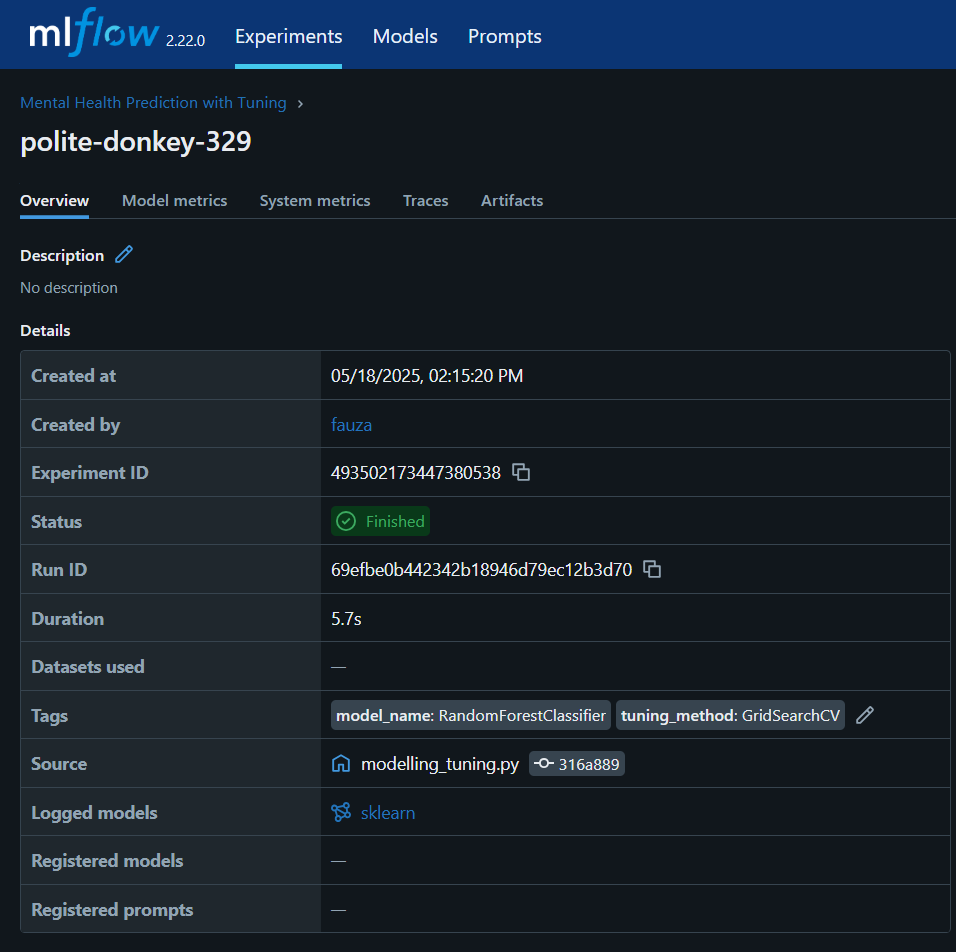 mlflow 2.22.0 Experiments Models Prompts
Mental Health Prediction with Tuning
polite-donkey-329
Overview Model metrics System metrics Traces Artifacts
Description
No description
Details
Created at 05/18/2025, 02:15:20 PM
Created by fauza
Experiment ID 493502173447380538
Status Finished
Run ID 69efbe0b442342b18946d79ec12b3d70
Duration 5.7s
Datasets used —
Tags model_name: RandomForestClassifier tuning_method: GridSearchCV
Source modelling_tuning.py 316a889
Logged models sklearn
Registered models —
Registered prompts —